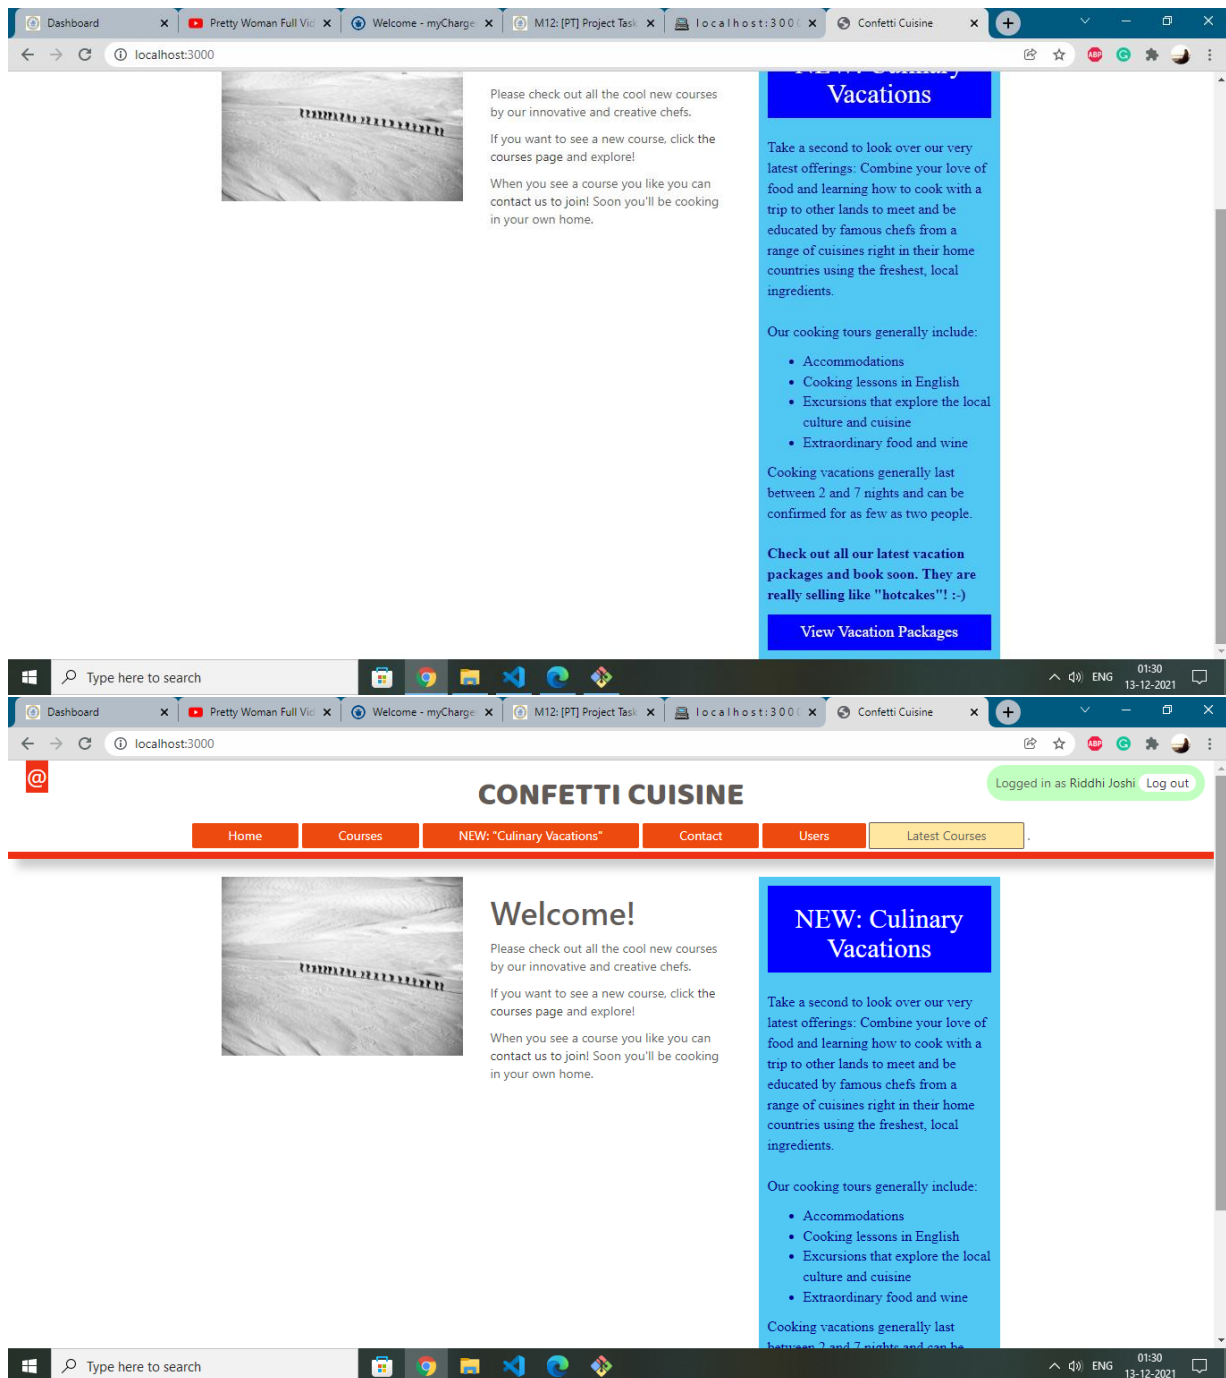 Dashboard
Pretty Woman Full Vid
Welcome - myCharge
M12: [PT] Project Task
localhost:300
Confetti Cuisine
localhost:3000
Please check out all the cool new courses
by our innovative and creative chefs.
If you want to see a new course, click the
courses page and explore!
When you see a course you like you can
contact us to join! Soon you'll be cooking
in your own home.
NEW: Culinary
Vacations
Take a second to look over our very
latest offerings: Combine your love of
food and learning how to cook with a
trip to other lands to meet and be
educated by famous chefs from a
range of cuisines right in their home
countries using the freshest, local
ingredients.
Our cooking tours generally include:
• Accommodations
• Cooking lessons in English
• Excursions that explore the local
culture and cuisine
• Extraordinary food and wine
Cooking vacations generally last
between 2 and 7 nights and can be
confirmed for as few as two people.
Check out all our latest vacation
packages and book soon. They are
really selling like "hotcakes"! :-)
View Vacation Packages
Type here to search
ENG
01:30
13-12-2021
Dashboard
Pretty Woman Full Vid
Welcome - myCharge
M12: [PT] Project Task
localhost:300
Confetti Cuisine
localhost:3000
@
CONFETTI CUISINE
Logged in as Riddhi Joshi Log out
Home
Courses
NEW: "Culinary Vacations"
Contact
Users
Latest Courses
.
Welcome!
Please check out all the cool new courses
by our innovative and creative chefs.
If you want to see a new course, click the
courses page and explore!
When you see a course you like you can
contact us to join! Soon you'll be cooking
in your own home.
NEW: Culinary
Vacations
Take a second to look over our very
latest offerings: Combine your love of
food and learning how to cook with a
trip to other lands to meet and be
educated by famous chefs from a
range of cuisines right in their home
countries using the freshest, local
ingredients.
Our cooking tours generally include:
• Accommodations
• Cooking lessons in English
• Excursions that explore the local
culture and cuisine
• Extraordinary food and wine
Cooking vacations generally last
between 2 and 7 nights and can be
Type here to search
ENG
01:30
13-12-2021